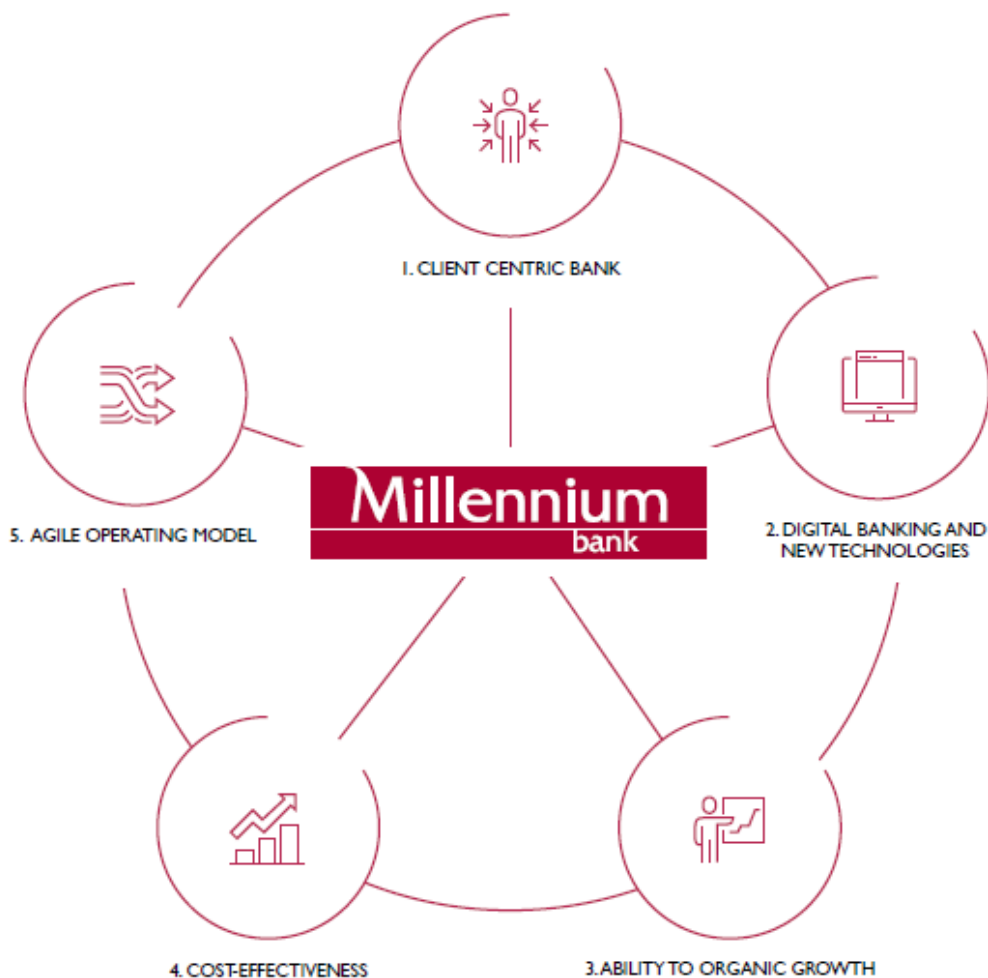 1. CLIENT CENTRIC BANK
5. AGILE OPERATING MODEL
Millennium
bank
2. DIGITAL BANKING AND
NEW TECHNOLOGIES
4. COST-EFFECTIVENESS
3. ABILITY TO ORGANIC GROWTH